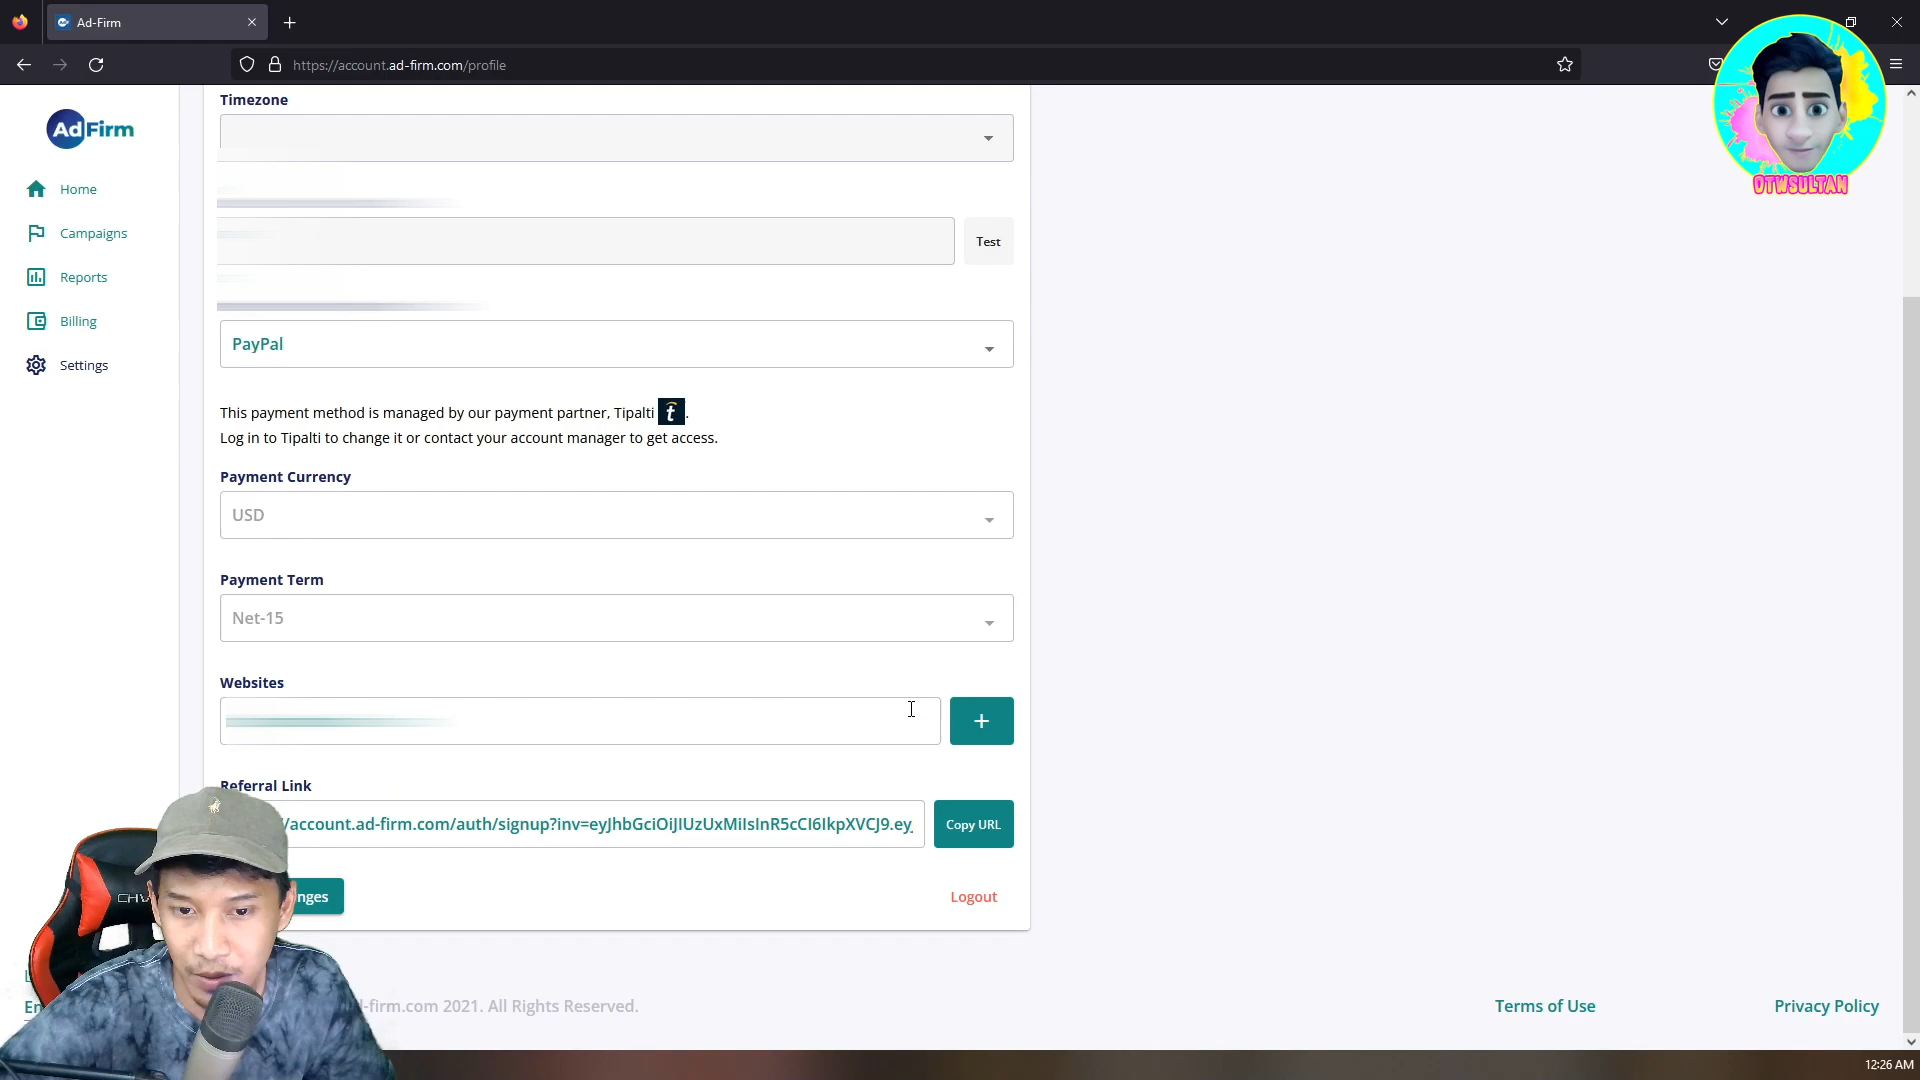 Ad-Firm
https://account.ad-firm.com/profile
OTWSULTAN
AdFirm
Home
Campaigns
Reports
Billing
Settings
Timezone
Test
PayPal
This payment method is managed by our payment partner, Tipalti t.
Log in to Tipalti to change it or contact your account manager to get access.
Payment Currency
USD
Payment Term
Net-15
Websites
+
Referral Link
/account.ad-firm.com/auth/signup?inv=eyJhbGciOiJIUzUxMiIsInR5cCI6IkpXVCJ9.ey
Copy URL
nges
Logout
CHV
d-firm.com 2021. All Rights Reserved.
Terms of Use
Privacy Policy
12:26 AM